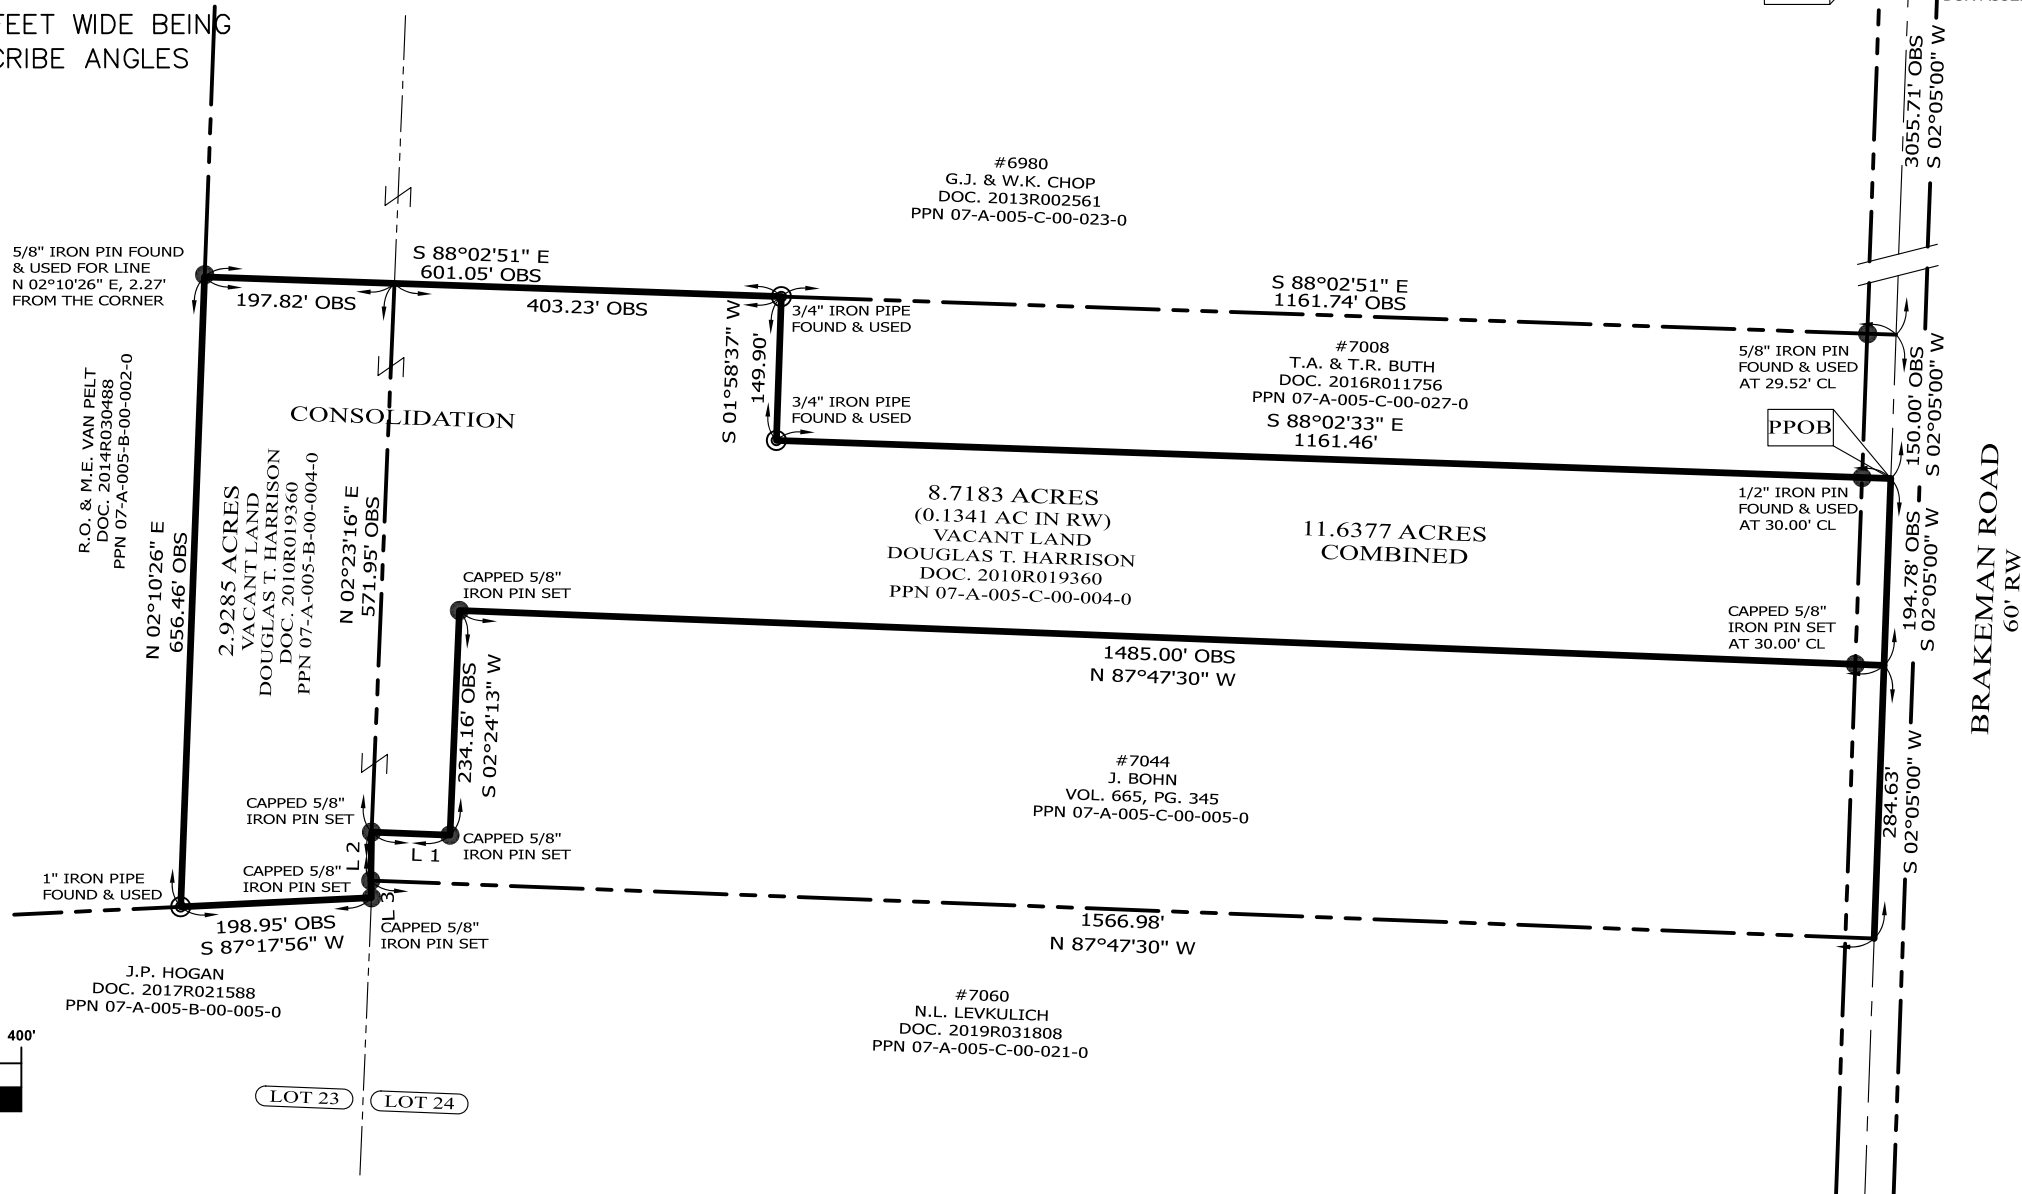 FEET WIDE BEING
CRIBE ANGLES
3055.71' OBS
S 02°05'00" W
#6980
G.J. & W.K. CHOP
DOC. 2013R002561
PPN 07-A-005-C-00-023-0
5/8" IRON PIN FOUND
& USED FOR LINE
N 02°10'26" E, 2.27'
FROM THE CORNER
S 88°02'51" E
601.05' OBS
197.82' OBS
403.23' OBS
S 88°02'51" E
1161.74' OBS
3/4" IRON PIPE
FOUND & USED
S 01°58'37" W
149.90'
3/4" IRON PIPE
FOUND & USED
#7008
T.A. & T.R. BUTH
DOC. 2016R011756
PPN 07-A-005-C-00-027-0
S 88°02'33" E
1161.46'
5/8" IRON PIN
FOUND & USED
AT 29.52' CL
150.00' OBS
S 02°05'00" W
PPOB
1/2" IRON PIN
FOUND & USED
AT 30.00' CL
R.O. & M.E. VAN PELT
DOC. 2014R030488
PPN 07-A-005-B-00-002-0
CONSOLIDATION
N 02°10'26" E
656.46' OBS
2.9285 ACRES
VACANT LAND
DOUGLAS T. HARRISON
DOC. 2010R019360
PPN 07-A-005-B-00-004-0
N 02°23'16" E
571.95' OBS
8.7183 ACRES
(0.1341 AC IN RW)
VACANT LAND
DOUGLAS T. HARRISON
DOC. 2010R019360
PPN 07-A-005-C-00-004-0
11.6377 ACRES
COMBINED
194.78' OBS
S 02°05'00" W
BRAKEMAN ROAD
60' RW
CAPPED 5/8"
IRON PIN SET
CAPPED 5/8"
IRON PIN SET
AT 30.00' CL
1485.00' OBS
N 87°47'30" W
234.16' OBS
S 02°24'13" W
#7044
J. BOHN
VOL. 665, PG. 345
PPN 07-A-005-C-00-005-0
284.63'
S 02°05'00" W
CAPPED 5/8"
IRON PIN SET
CAPPED 5/8"
IRON PIN SET
L 1
L 2
CAPPED 5/8"
IRON PIN SET
1" IRON PIPE
FOUND & USED
L 3
CAPPED 5/8"
IRON PIN SET
198.95' OBS
S 87°17'56" W
1566.98'
N 87°47'30" W
J.P. HOGAN
DOC. 2017R021588
PPN 07-A-005-B-00-005-0
#7060
N.L. LEVKULICH
DOC. 2019R031808
PPN 07-A-005-C-00-021-0
400'
LOT 23
LOT 24